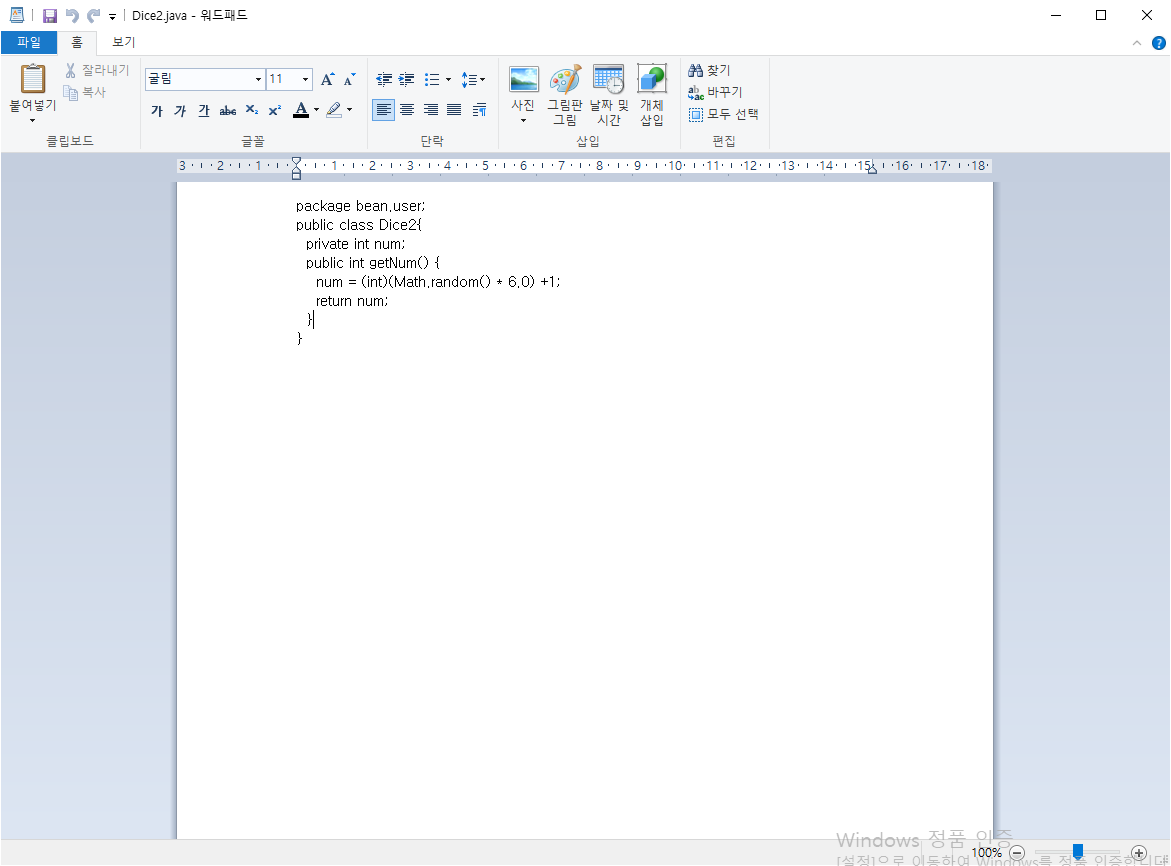 Dice2.java - 워드패드
파일 홈 보기
붙여넣기 잘라내기 복사
클립보드
굴림 11
가 가 가 abc X₂ X² A
글꼴
단락
사진 그림판 그림 날짜 및 시간 개체 삽입
삽입
찾기
바꾸기
모두 선택
편집
3 2 1 1 2 3 4 5 6 7 8 9 10 11 12 13 14 15 16 17 18
package bean.user;
public class Dice2{
private int num;
public int getNum() {
num = (int)(Math.random() * 6.0) +1;
return num;
}
}
Windows 정품 인증
[설정]으로 이동하여 Windows를 정품 인증합니다
100%